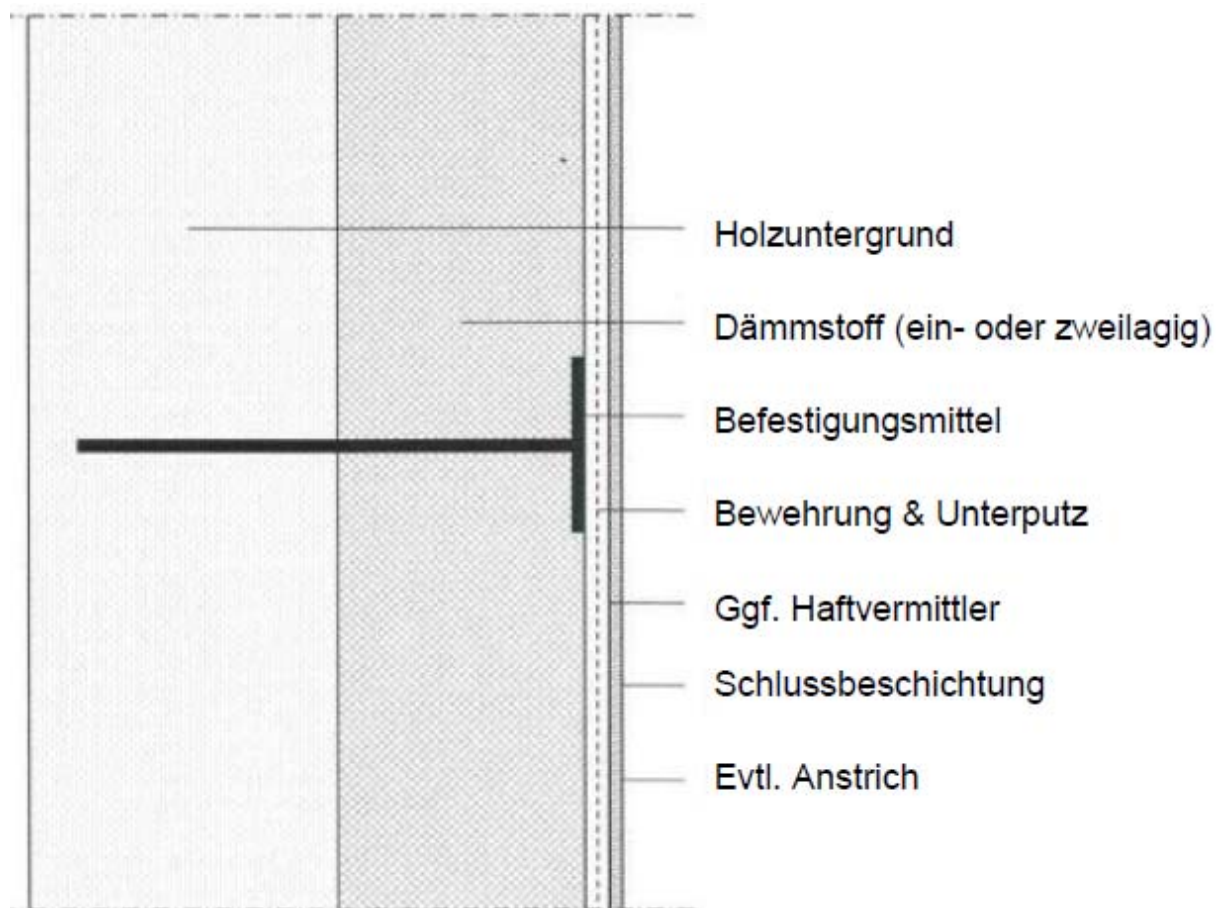 Holzuntergrund
Dämmstoff (ein- oder zweilagig)
Befestigungsmittel
Bewehrung & Unterputz
Ggf. Haftvermittler
Schlussbeschichtung
Evtl. Anstrich